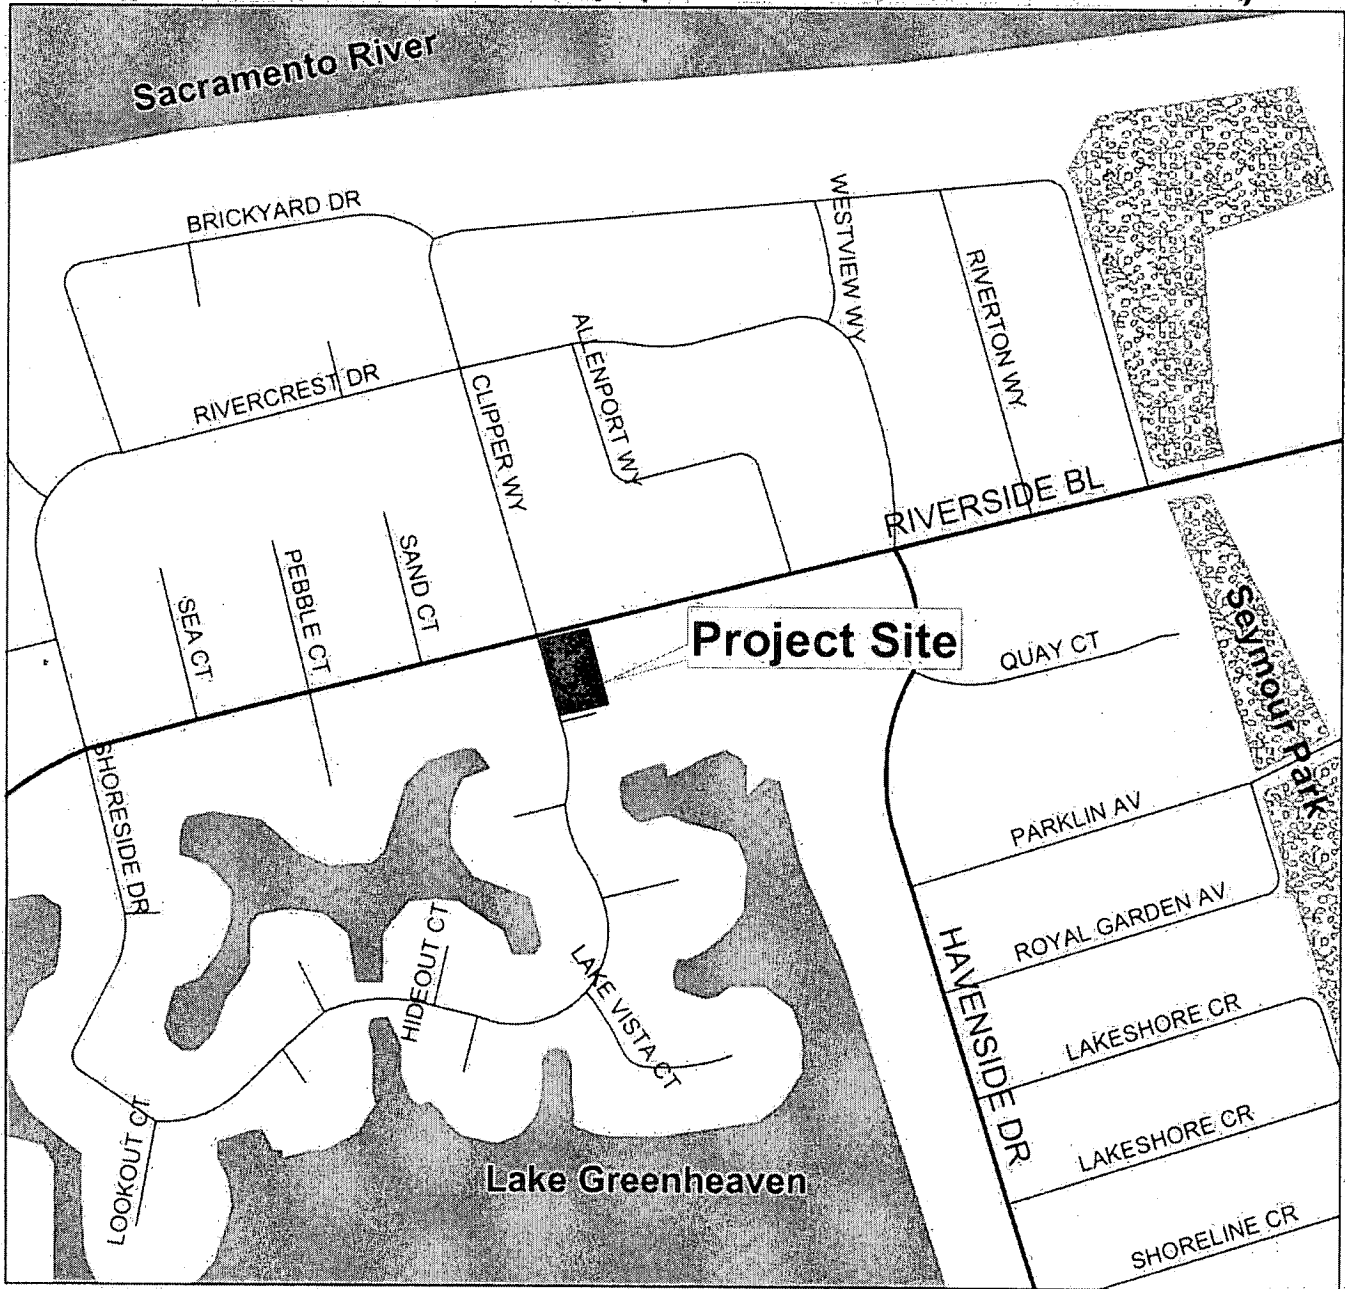 Sacramento River
BRICKYARD DR
WESTVIEW WY
RIVERTON WY
ALLENPORT WY
RIVERCREST DR
CLIPPER WY
RIVERSIDE BL
SAND CT
PEBBLE CT
SEA CT
Project Site
QUAY CT
Seymour Park
SHORESIDE DR
PARKLIN AV
ROYAL GARDEN AV
HIDEOUT CT
LAKE VISTA CT
HAVENSIDE DR
LAKESHORE CR
LOOKOUT CT
LAKESHORE CR
Lake Greenheaven
SHORELINE CR